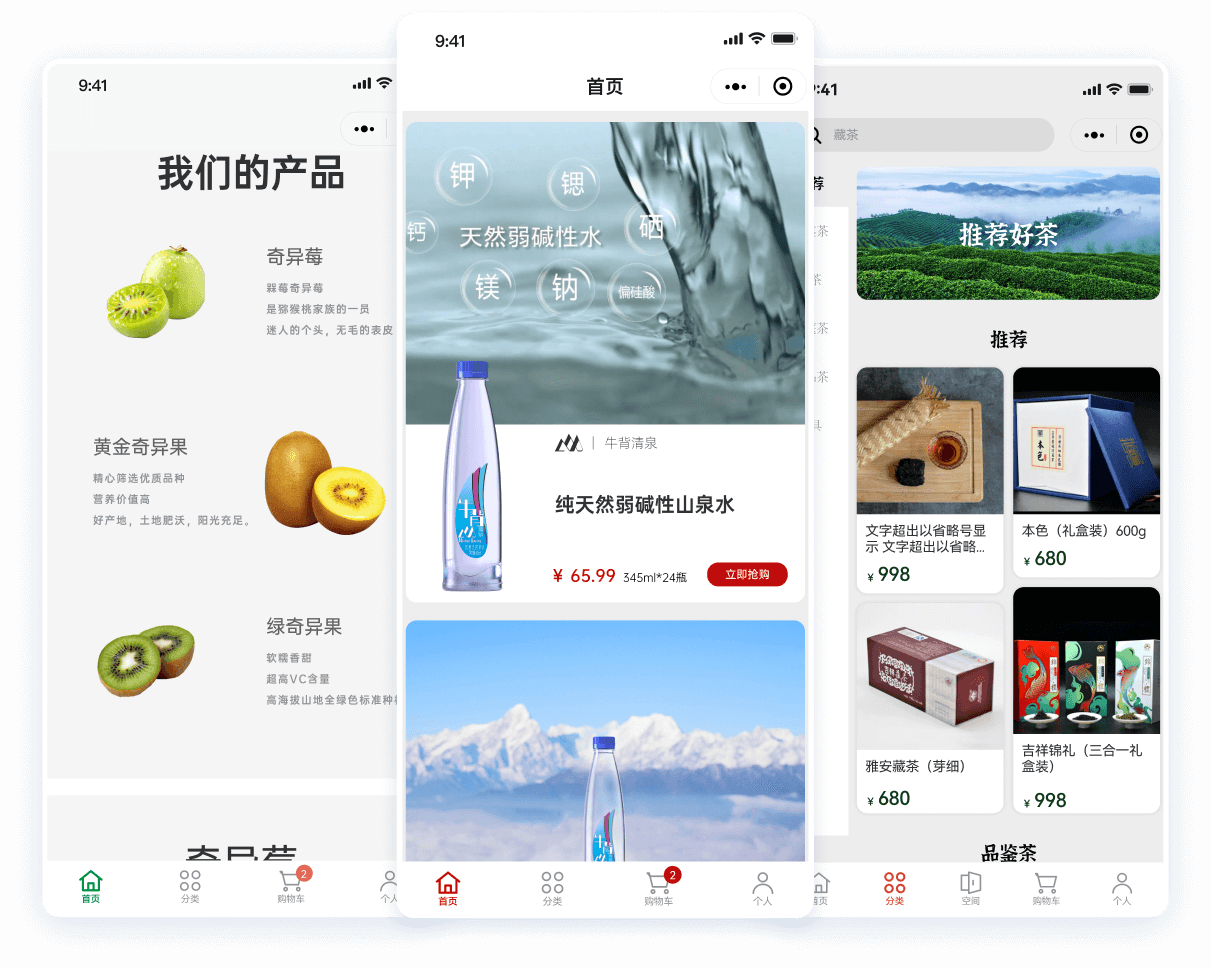 9:41
我们的产品
奇异莓
猕莓奇异莓
是猕猴桃家族的一员
迷人的个头，无毛的表皮
黄金奇异果
精心筛选优质品种
营养价值高
好产地，土地肥沃，阳光充足。
绿奇异果
软糯香甜
超高VC含量
高海拔山地全绿色标准种
奇异莓
首页
分类
2
购物车
个人
9:41
首页
钾
锶
钙
天然弱碱性水
硒
镁
钠
偏硅酸
牛背清泉
纯天然弱碱性山泉水
¥ 65.99 345ml*24瓶
立即抢购
牛背山
首页
分类
2
购物车
个人
:41
藏茶
荐
茶
茶
茶
茶
具
推荐好茶
推荐
文字超出以省略号显
示 文字超出以省略...
¥ 998
本色
本色（礼盒装）600g
¥ 680
雅安藏茶（芽细）
¥ 680
吉祥锦礼（三合一礼
盒装）
¥ 998
品鉴茶
首页
分类
空间
购物车
个人